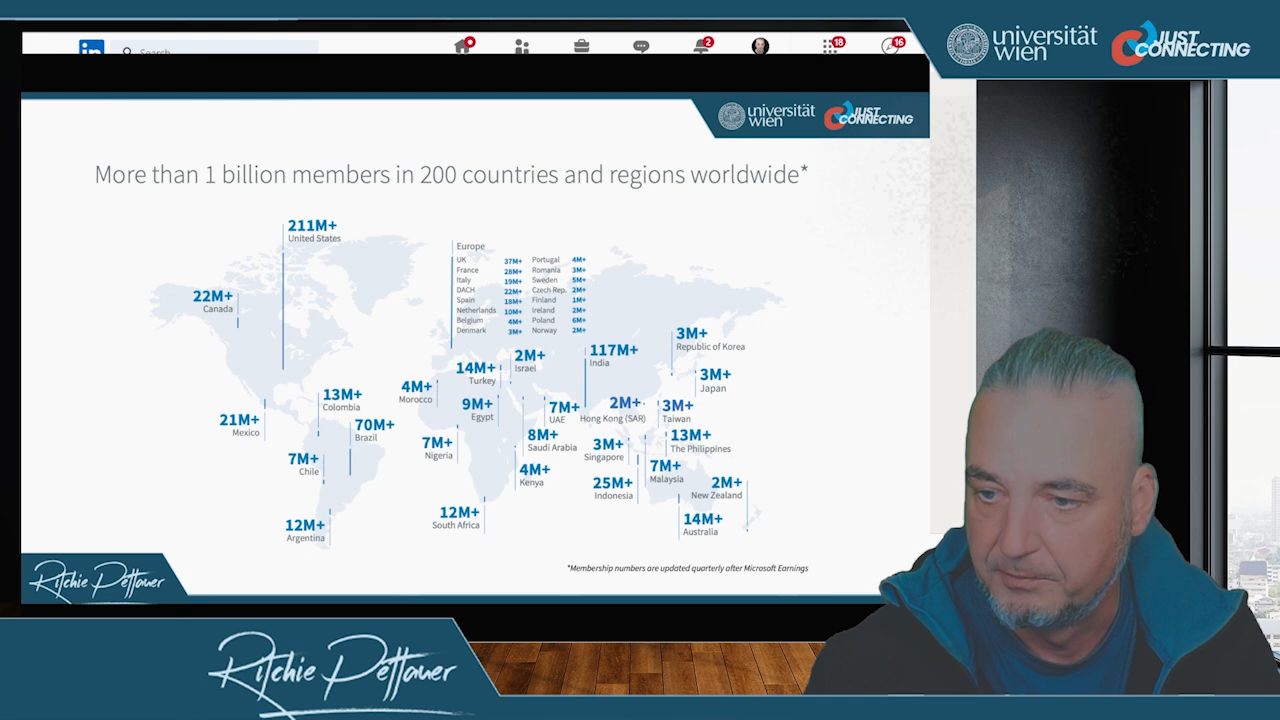 universität
wien
JUST
CONNECTING
in
Search
2
18
16
universität
wien
JUST
CONNECTING
More than 1 billion members in 200 countries and regions worldwide*
211M+
United States
22M+
Canada
Europe
UK 37M+ Portugal 4M+
France 28M+ Romania 3M+
Italy 19M+ Sweden 5M+
DACH 22M+ Czech Rep. 2M+
Spain 18M+ Finland 1M+
Netherlands 10M+ Ireland 2M+
Belgium 4M+ Poland 6M+
Denmark 3M+ Norway 2M+
3M+
Republic of Korea
117M+
India
2M+
Israel
14M+
Turkey
3M+
Japan
4M+
Morocco
13M+
Colombia
9M+
Egypt
7M+
UAE
2M+
Hong Kong (SAR)
3M+
Taiwan
21M+
Mexico
70M+
Brazil
7M+
Nigeria
8M+
Saudi Arabia
3M+
Singapore
13M+
The Philippines
7M+
Chile
4M+
Kenya
7M+
Malaysia
25M+
Indonesia
2M+
New Zealand
12M+
Argentina
12M+
South Africa
14M+
Australia
*Membership numbers are updated quarterly after Microsoft Earnings
Ritchie Pettauer
Ritchie Pettauer